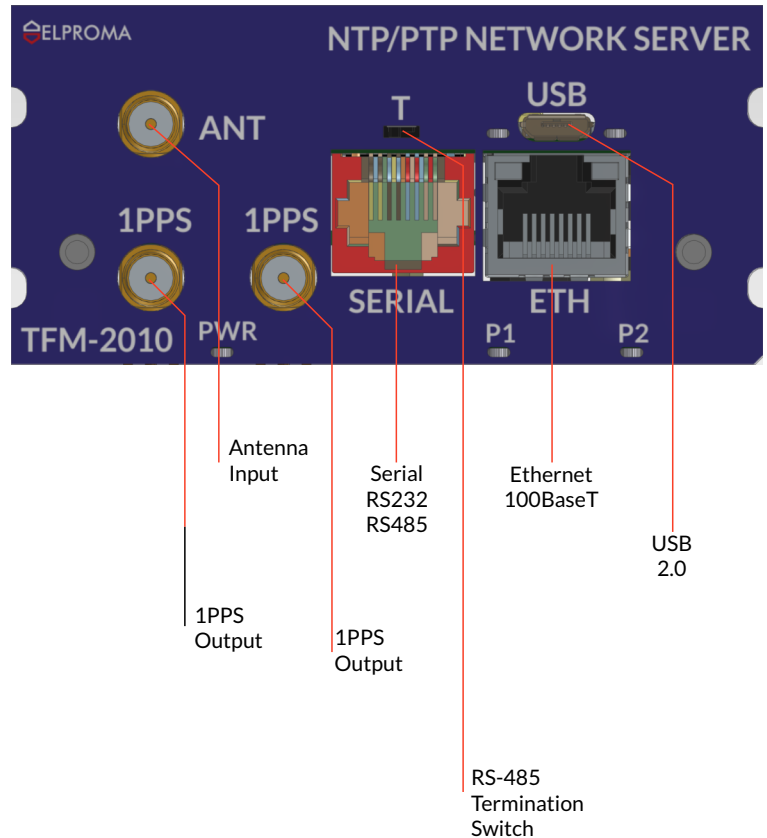 ELPROMA
NTP/PTP NETWORK SERVER
ANT
T
USB
1PPS
1PPS
SERIAL
ETH
TFM-2010
PWR
P1
P2
Antenna
Input
Serial
RS232
RS485
Ethernet
100BaseT
USB
2.0
1PPS
Output
1PPS
Output
RS-485
Termination
Switch